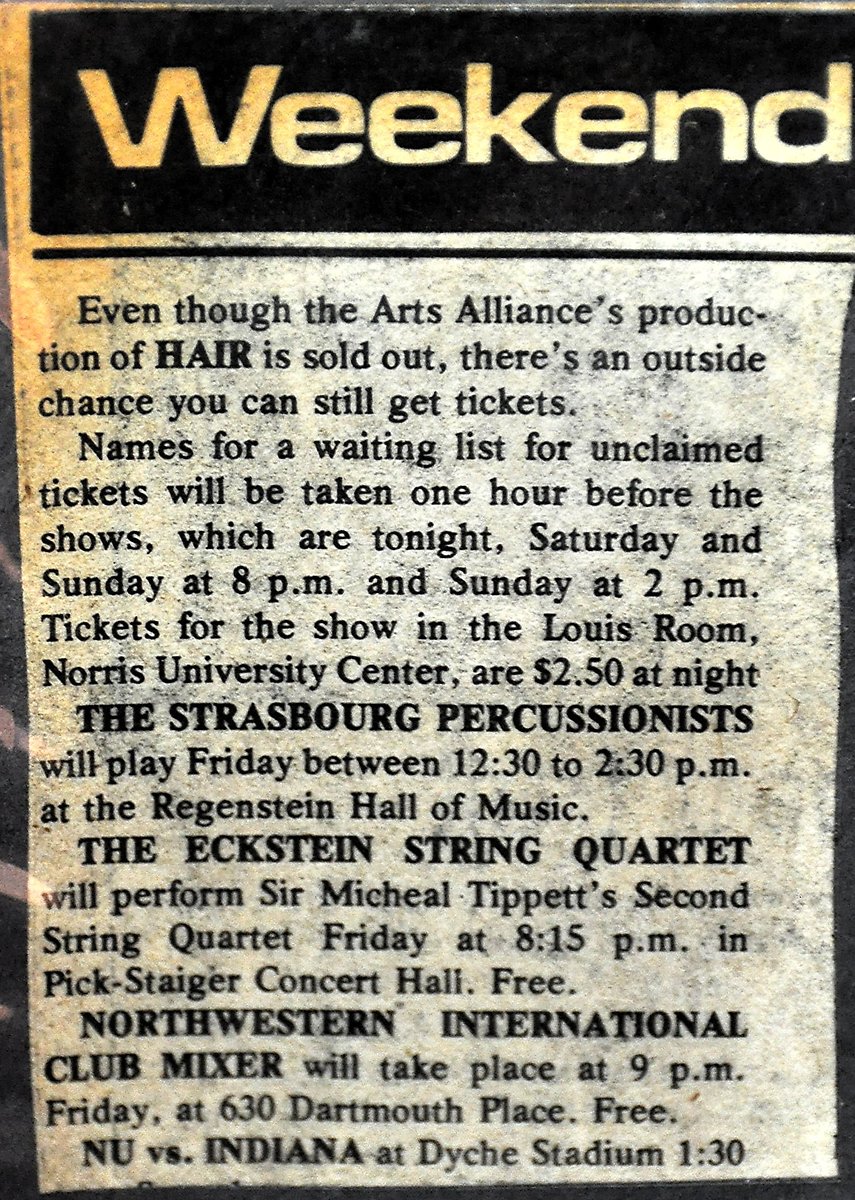 Weekend
Even though the Arts Alliance's produc-
tion of HAIR is sold out, there's an outside
chance you can still get tickets.
Names for a waiting list for unclaimed
tickets will be taken one hour before the
shows, which are tonight, Saturday and
Sunday at 8 p.m. and Sunday at 2 p.m.
Tickets for the show in the Louis Room,
Norris University Center, are $2.50 at night
THE STRASBOURG PERCUSSIONISTS
will play Friday between 12:30 to 2:30 p.m.
at the Regenstein Hall of Music.
THE ECKSTEIN STRING QUARTET
will perform Sir Micheal Tippett's Second
String Quartet Friday at 8:15 p.m. in
Pick-Staiger Concert Hall. Free.
NORTHWESTERN INTERNATIONAL
CLUB MIXER will take place at 9 p.m.
Friday, at 630 Dartmouth Place. Free.
NU vs. INDIANA at Dyche Stadium 1:30